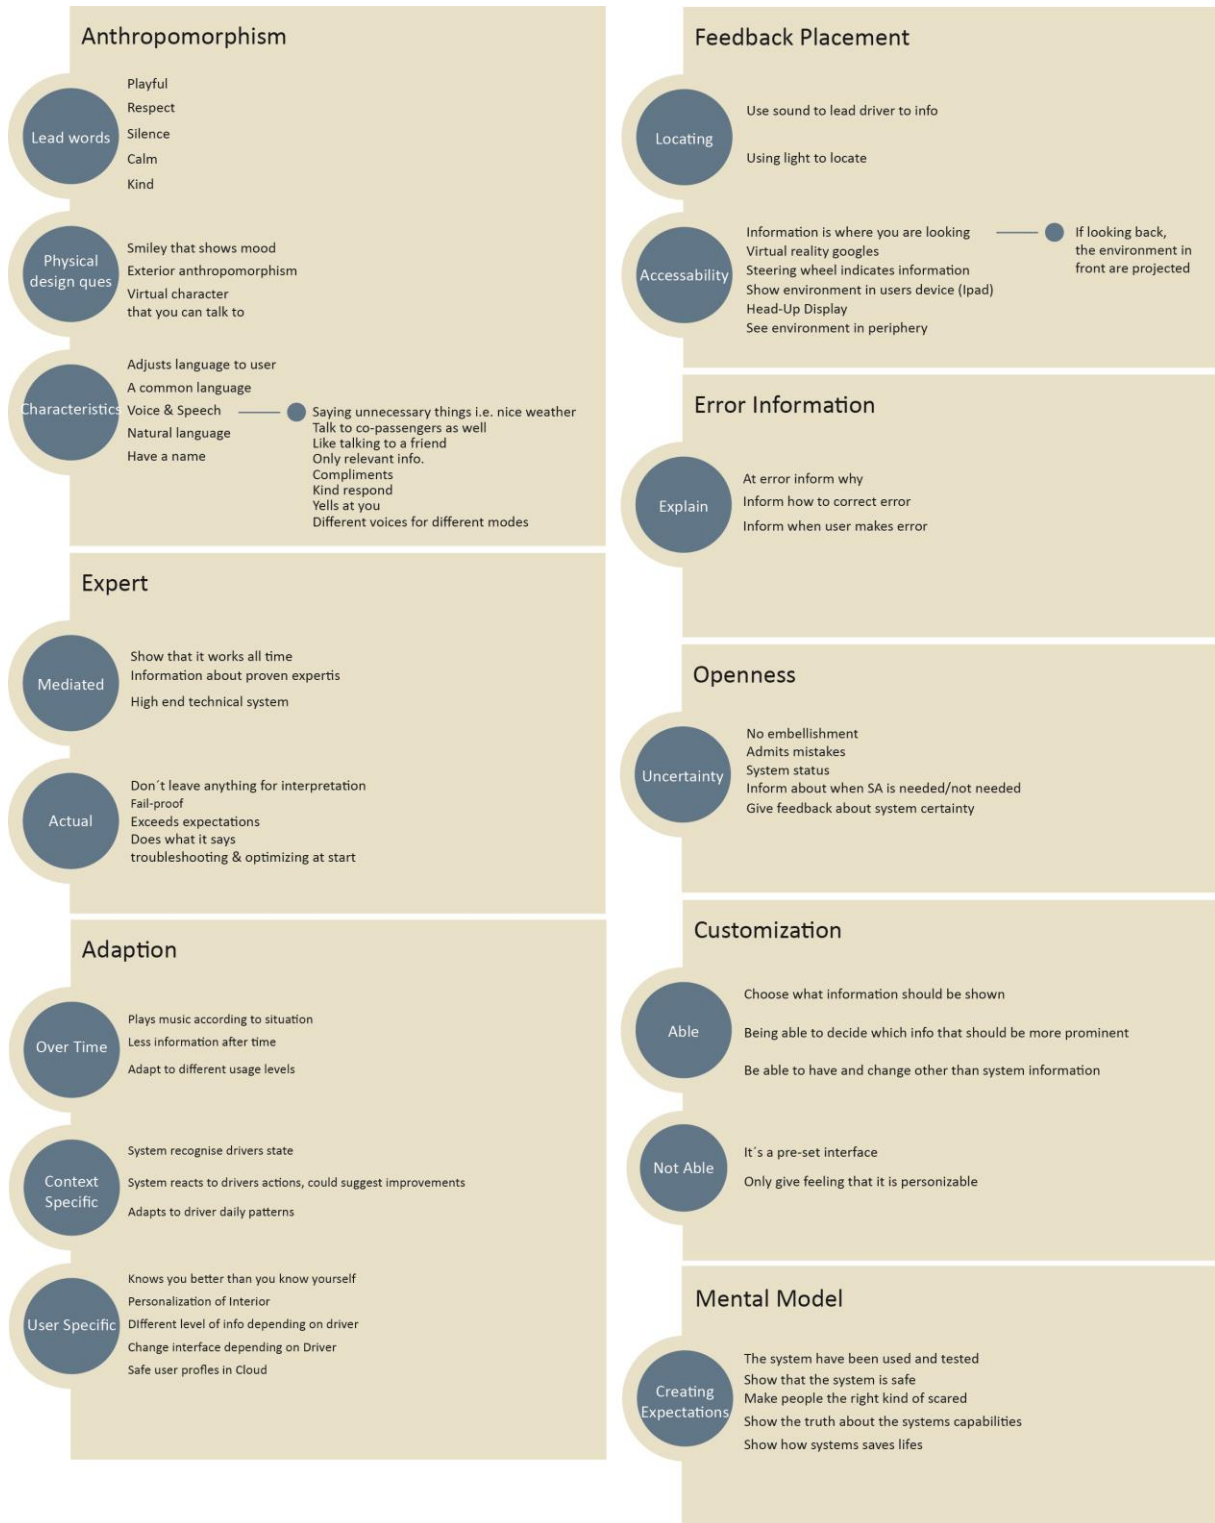 Anthropomorphism
Lead words
Playful
Respect
Silence
Calm
Kind
Physical
design ques
Smiley that shows mood
Exterior anthropomorphism
Virtual character
that you can talk to
Characteristics
Adjusts language to user
A common language
Voice & Speech
Natural language
Have a name
Saying unnecessary things i.e. nice weather
Talk to co-passengers as well
Like talking to a friend
Only relevant info.
Compliments
Kind respond
Yells at you
Different voices for different modes
Expert
Mediated
Show that it works all time
Information about proven expertis
High end technical system
Actual
Don´t leave anything for interpretation
Fail-proof
Exceeds expectations
Does what it says
troubleshooting & optimizing at start
Adaption
Over Time
Plays music according to situation
Less information after time
Adapt to different usage levels
Context
Specific
System recognise drivers state
System reacts to drivers actions, could suggest improvements
Adapts to driver daily patterns
User Specific
Knows you better than you know yourself
Personalization of Interior
DIfferent level of info depending on driver
Change interface depending on Driver
Safe user profles in Cloud
Feedback Placement
Locating
Use sound to lead driver to info
Using light to locate
Accessability
Information is where you are looking
Virtual reality googles
Steering wheel indicates information
Show environment in users device (Ipad)
Head-Up Display
See environment in periphery
If looking back,
the environment in
front are projected
Error Information
Explain
At error inform why
Inform how to correct error
Inform when user makes error
Openness
Uncertainty
No embellishment
Admits mistakes
System status
Inform about when SA is needed/not needed
Give feedback about system certainty
Customization
Able
Choose what information should be shown
Being able to decide which info that should be more prominent
Be able to have and change other than system information
Not Able
It´s a pre-set interface
Only give feeling that it is personizable
Mental Model
Creating
Expectations
The system have been used and tested
Show that the system is safe
Make people the right kind of scared
Show the truth about the systems capabilities
Show how systems saves lifes